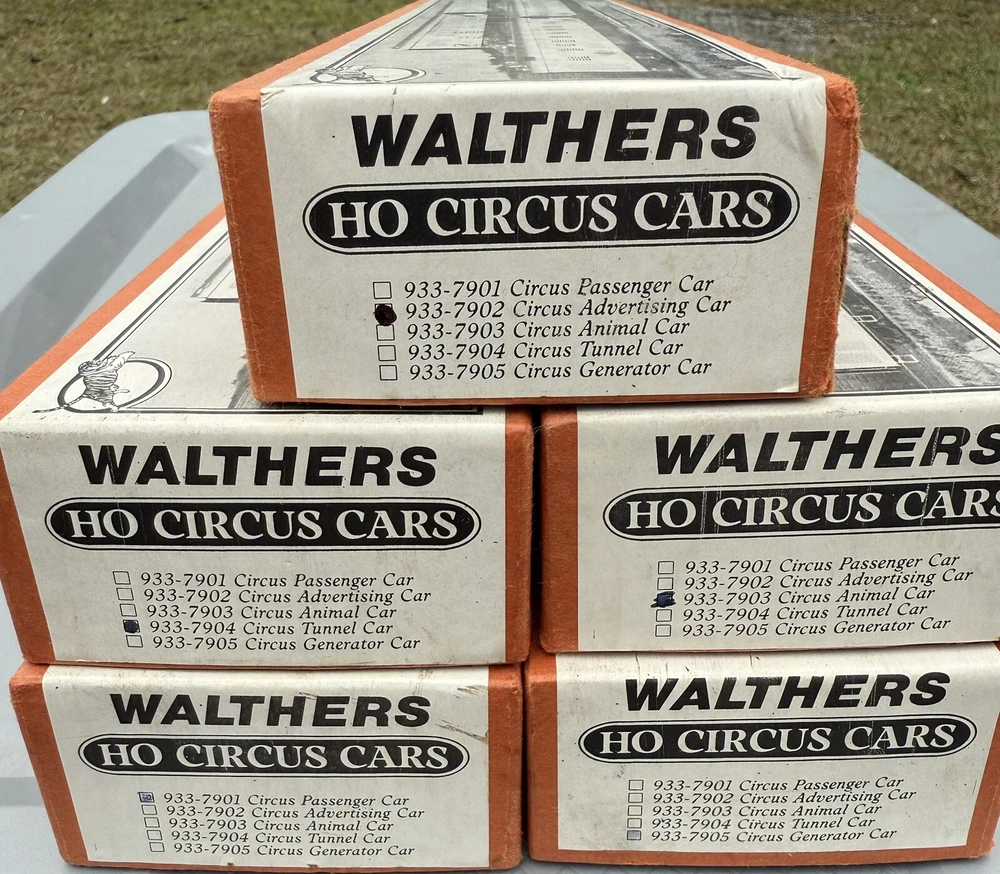 WALTHERS
HO CIRCUS CARS
933-7901 Circus Passenger Car
933-7902 Circus Advertising Car
933-7903 Circus Animal Car
933-7904 Circus Tunnel Car
933-7905 Circus Generator Car
WALTHERS
HO CIRCUS CARS
933-7901 Circus Passenger Car
933-7902 Circus Advertising Car
933-7903 Circus Animal Car
933-7904 Circus Tunnel Car
933-7905 Circus Generator Car
WALTHERS
HO CIRCUS CARS
933-7901 Circus Passenger Car
933-7902 Circus Advertising Car
933-7903 Circus Animal Car
933-7904 Circus Tunnel Car
933-7905 Circus Generator Car
WALTHERS
HO CIRCUS CARS
933-7901 Circus Passenger Car
933-7902 Circus Advertising Car
933-7903 Circus Animal Car
933-7904 Circus Tunnel Car
933-7905 Circus Generator Car
WALTHERS
HO CIRCUS CARS
933-7901 Circus Passenger Car
933-7902 Circus Advertising Car
933-7903 Circus Animal Car
933-7904 Circus Tunnel Car
933-7905 Circus Generator Car